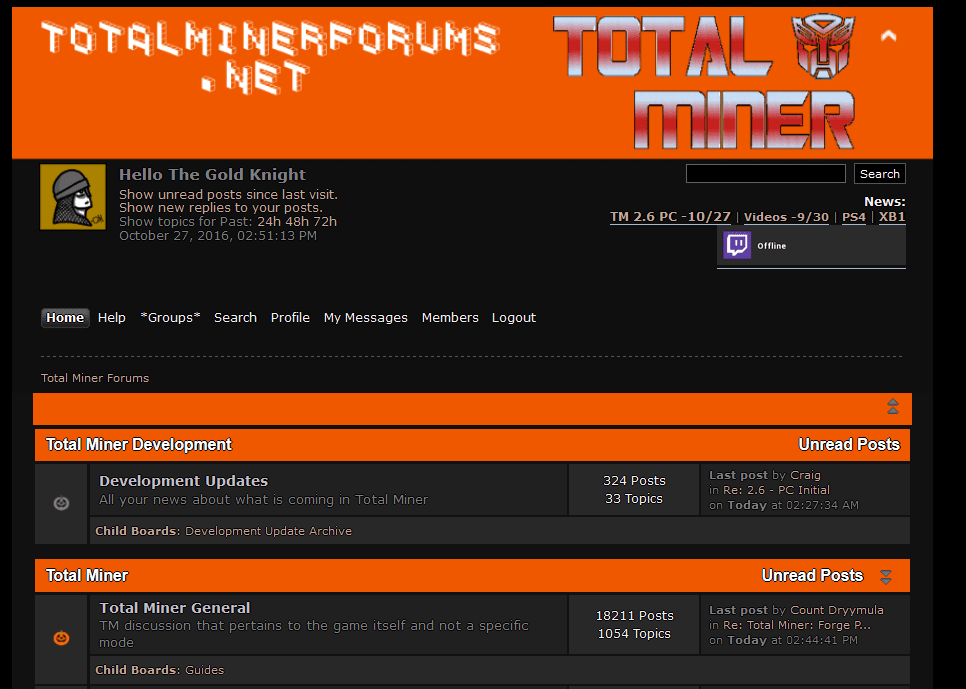 TOTALMINERFORUMS
.NET
TOTAL
MINER
Hello The Gold Knight
Show unread posts since last visit.
Show new replies to your posts.
Show topics for Past: 24h 48h 72h
October 27, 2016, 02:51:13 PM
Search
News:
TM 2.6 PC -10/27 | Videos -9/30 | PS4 | XB1
Offline
Home Help *Groups* Search Profile My Messages Members Logout
Total Miner Forums
Total Miner Development Unread Posts
Development Updates
All your news about what is coming in Total Miner
324 Posts
33 Topics
Last post by Craig
in Re: 2.6 - PC Initial
on Today at 02:27:34 AM
Child Boards: Development Update Archive
Total Miner Unread Posts
Total Miner General
TM discussion that pertains to the game itself and not a specific
mode
18211 Posts
1054 Topics
Last post by Count Dryymula
in Re: Total Miner: Forge P...
on Today at 02:44:41 PM
Child Boards: Guides